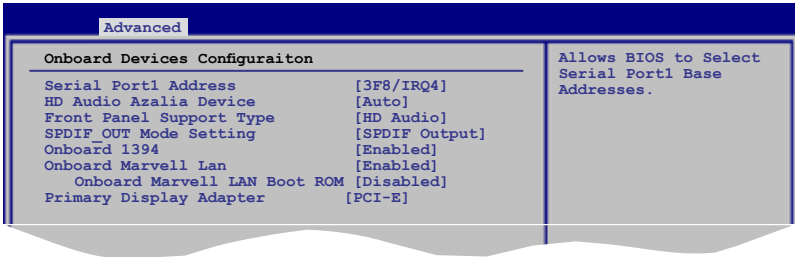 Advanced
Onboard Devices Configuraiton
Serial Port1 Address [3F8/IRQ4]
HD Audio Azalia Device [Auto]
Front Panel Support Type [HD Audio]
SPDIF_OUT Mode Setting [SPDIF Output]
Onboard 1394 [Enabled]
Onboard Marvell Lan [Enabled]
Onboard Marvell LAN Boot ROM [Disabled]
Primary Display Adapter [PCI-E]
Allows BIOS to Select
Serial Port1 Base
Addresses.